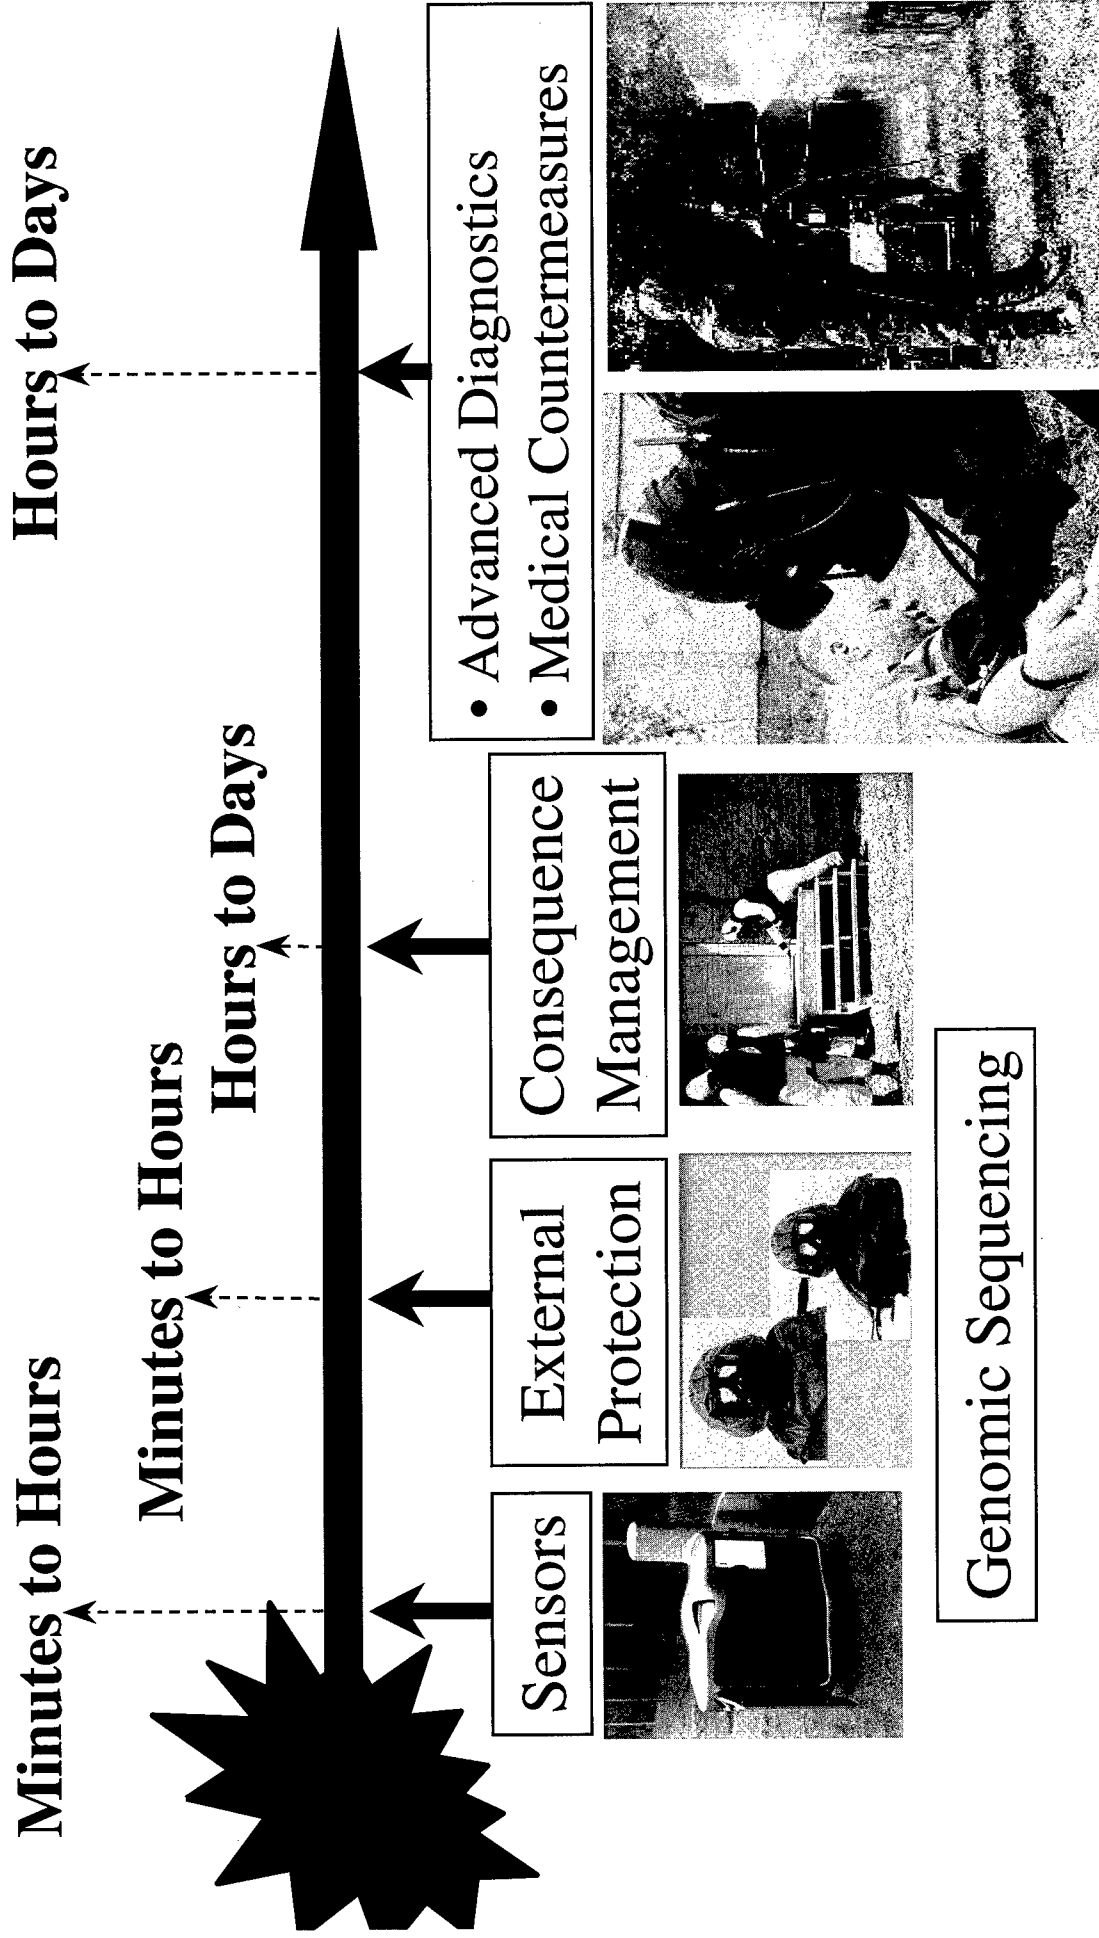 Minutes to Hours
Minutes to Hours
Hours to Days
Hours to Days
Sensors
External
Protection
Consequence
Management
• Advanced Diagnostics
• Medical Countermeasures
Genomic Sequencing